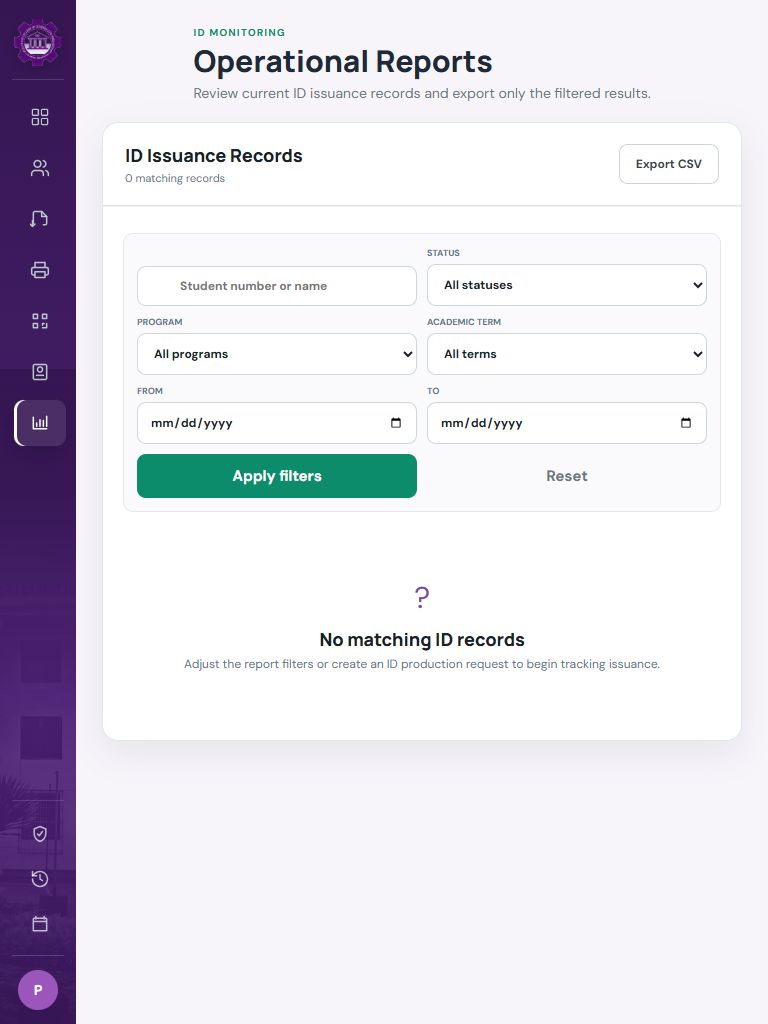 ID MONITORING
Operational Reports
Review current ID issuance records and export only the filtered results.
ID Issuance Records
0 matching records
Export CSV
STATUS
Student number or name
All statuses
PROGRAM
ACADEMIC TERM
All programs
All terms
FROM
TO
mm/dd/yyyy
mm/dd/yyyy
Apply filters
Reset
?
No matching ID records
Adjust the report filters or create an ID production request to begin tracking issuance.
P